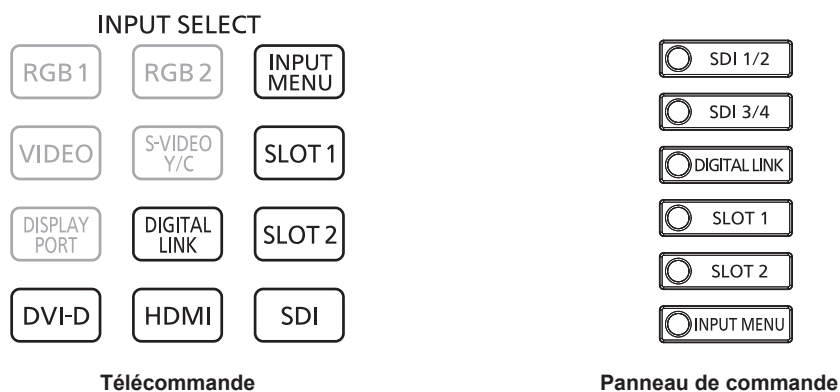 INPUT SELECT
RGB 1
RGB 2
INPUT
MENU
VIDEO
S-VIDEO
Y/C
SLOT 1
DISPLAY
PORT
DIGITAL
LINK
SLOT 2
DVI-D
HDMI
SDI
Télécommande
SDI 1/2
SDI 3/4
DIGITAL LINK
SLOT 1
SLOT 2
INPUT MENU
Panneau de commande